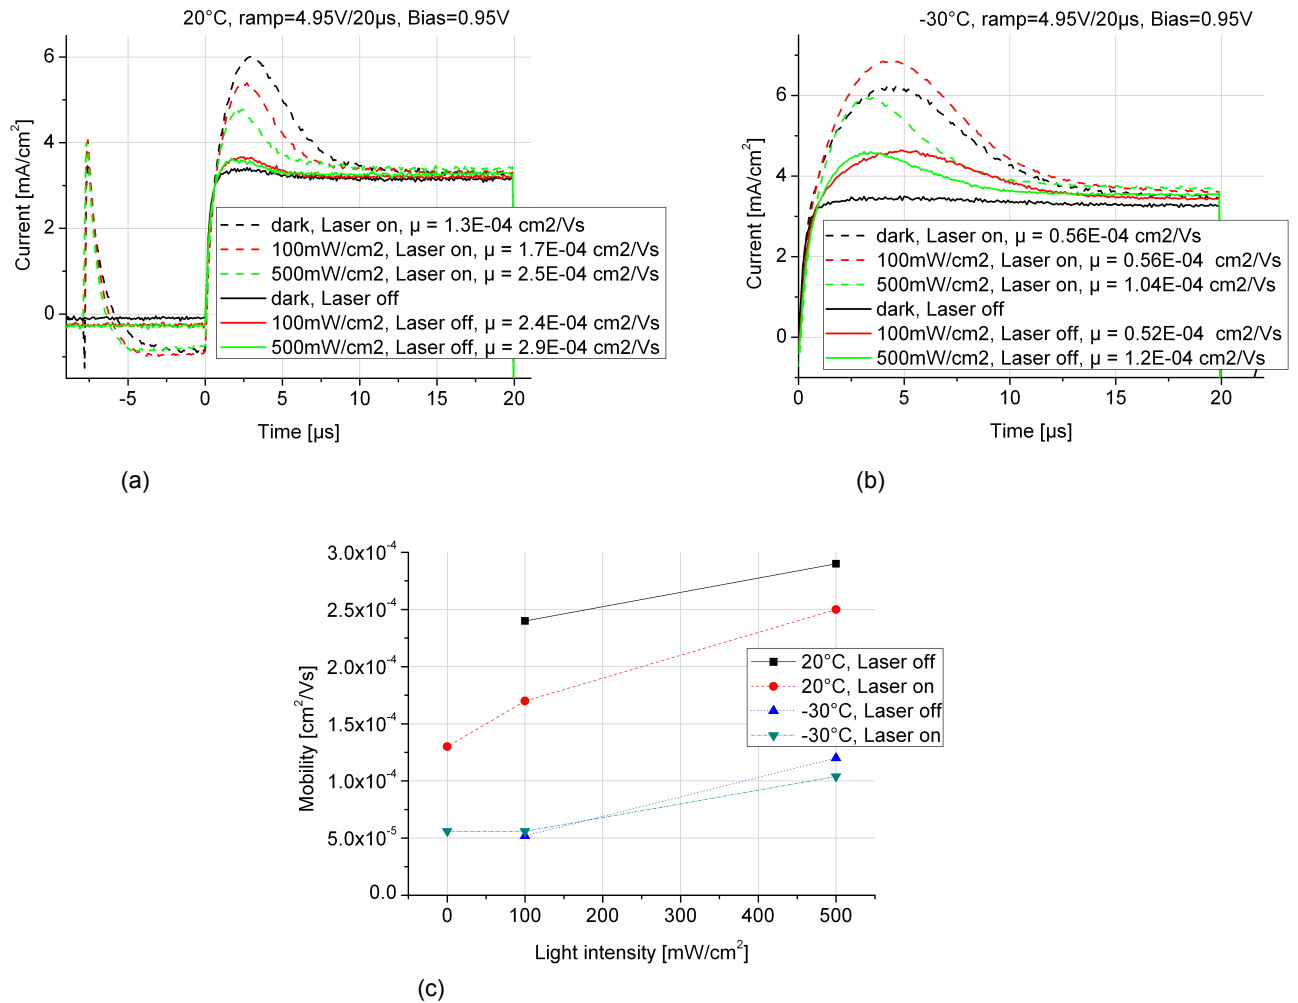 20°C, ramp=4.95V/20µs, Bias=0.95V
6
4
2
0
Current [mA/cm²]
dark, Laser on, µ = 1.3E-04 cm2/Vs
100mW/cm2, Laser on, µ = 1.7E-04 cm2/Vs
500mW/cm2, Laser on, µ = 2.5E-04 cm2/Vs
dark, Laser off
100mW/cm2, Laser off, µ = 2.4E-04 cm2/Vs
500mW/cm2, Laser off, µ = 2.9E-04 cm2/Vs
-5 0 5 10 15 20
Time [µs]
(a)
-30°C, ramp=4.95V/20µs, Bias=0.95V
6
4
2
0
Current [mA/cm²]
dark, Laser on, µ = 0.56E-04 cm2/Vs
100mW/cm2, Laser on, µ = 0.56E-04 cm2/Vs
500mW/cm2, Laser on, µ = 1.04E-04 cm2/Vs
dark, Laser off
100mW/cm2, Laser off, µ = 0.52E-04 cm2/Vs
500mW/cm2, Laser off, µ = 1.2E-04 cm2/Vs
0 5 10 15 20
Time [µs]
(b)
3.0x10⁻⁴
2.5x10⁻⁴
2.0x10⁻⁴
1.5x10⁻⁴
1.0x10⁻⁴
5.0x10⁻⁵
0.0
Mobility [cm²/Vs]
20°C, Laser off
20°C, Laser on
-30°C, Laser off
-30°C, Laser on
0 100 200 300 400 500
Light intensity [mW/cm²]
(c)